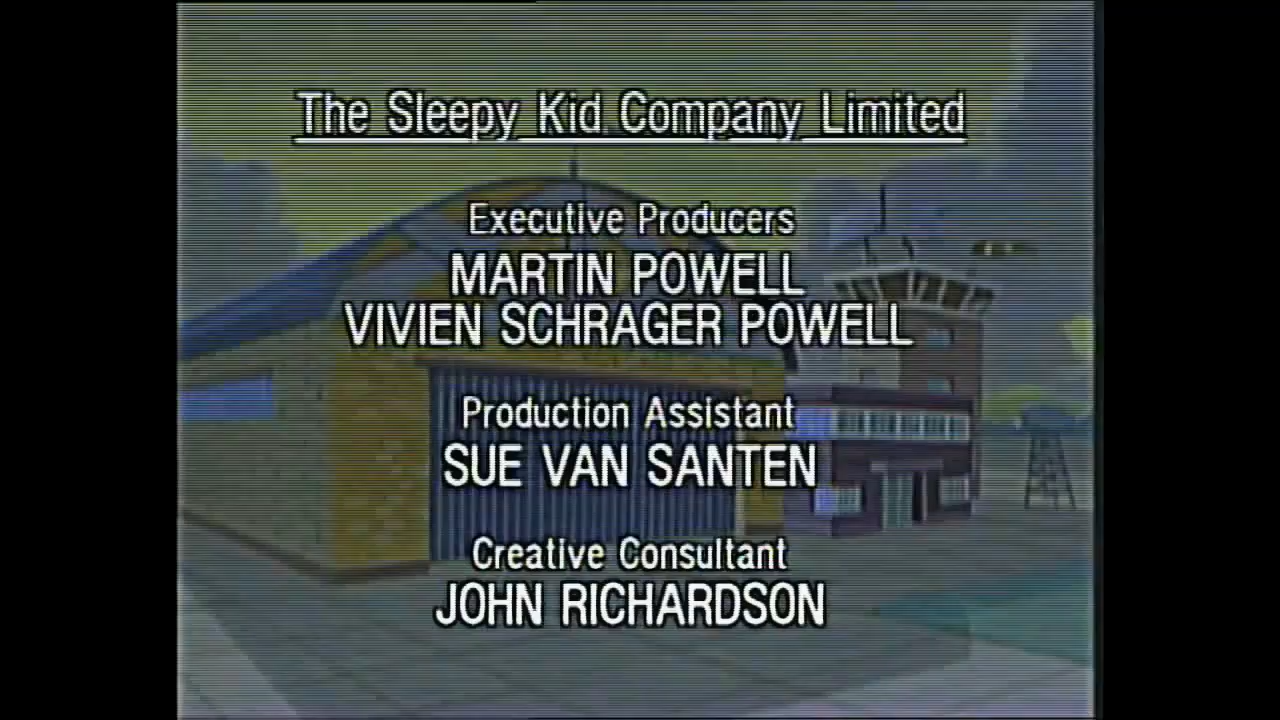 The Sleepy Kid Company Limited
Executive Producers
MARTIN POWELL
VIVIEN SCHRAGER POWELL
Production Assistant
SUE VAN SANTEN
Creative Consultant
JOHN RICHARDSON